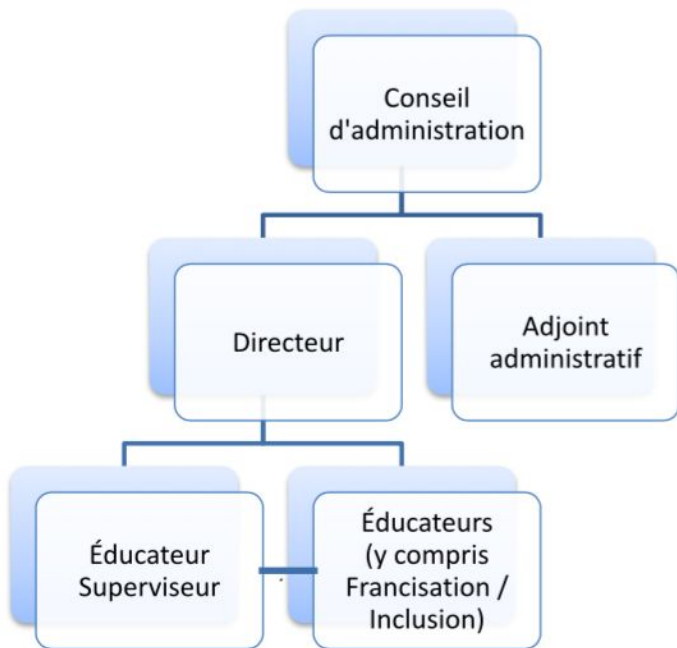 Conseil
d'administration
Directeur
Adjoint
administratif
Éducateur
Superviseur
Éducateurs
(y compris
Francisation /
Inclusion)